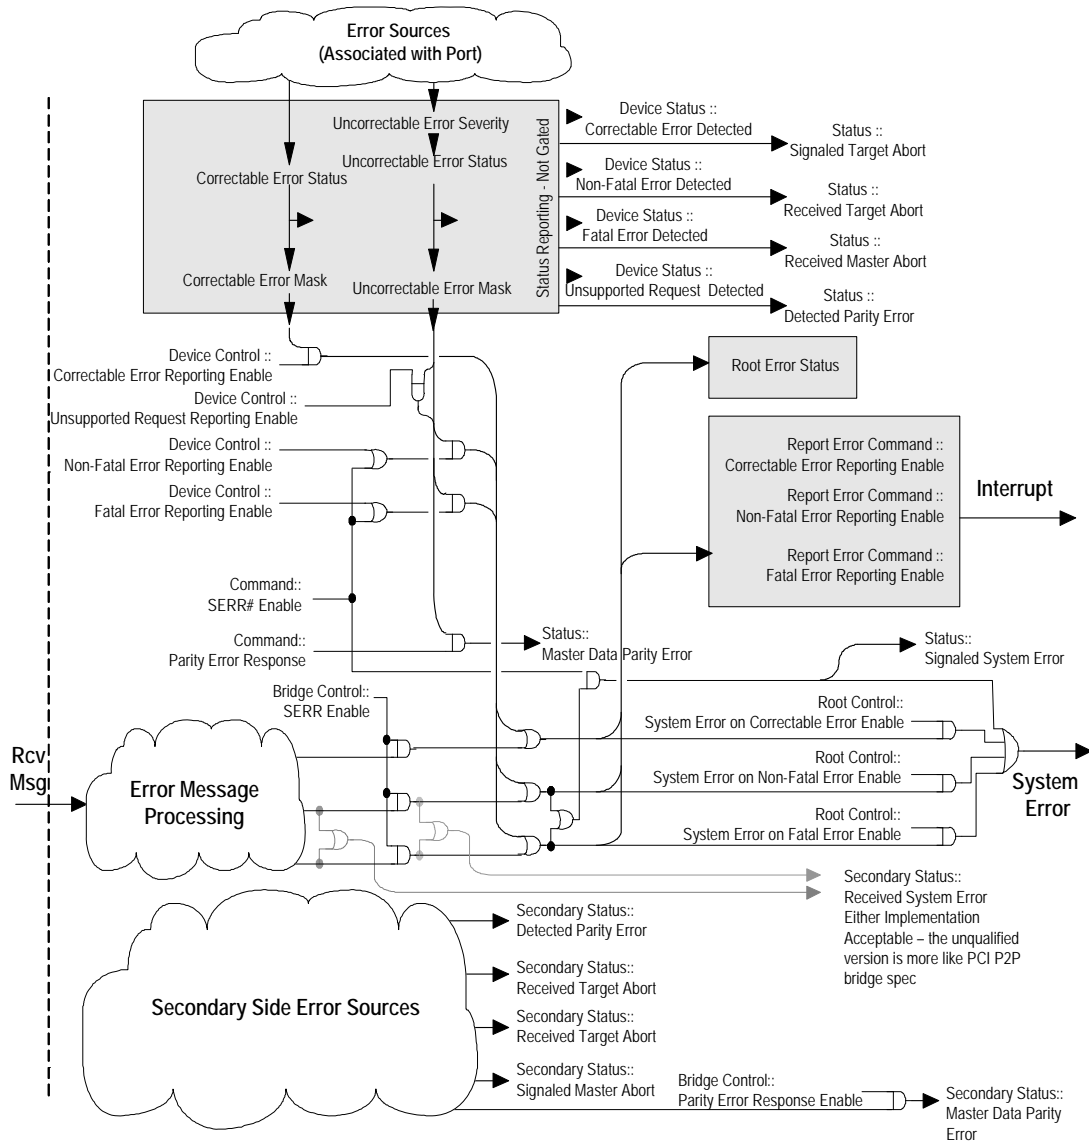 Error Sources
(Associated with Port)
Uncorrectable Error Severity
Uncorrectable Error Status
Correctable Error Status
Correctable Error Mask
Uncorrectable Error Mask
Status Reporting - Not Gated
Device Status ::
Correctable Error Detected
Status ::
Signaled Target Abort
Device Status ::
Non-Fatal Error Detected
Status ::
Received Target Abort
Device Status ::
Fatal Error Detected
Status ::
Received Master Abort
Device Status ::
Unsupported Request Detected
Status ::
Detected Parity Error
Device Control ::
Correctable Error Reporting Enable
Device Control ::
Unsupported Request Reporting Enable
Device Control ::
Non-Fatal Error Reporting Enable
Device Control ::
Fatal Error Reporting Enable
Root Error Status
Report Error Command ::
Correctable Error Reporting Enable
Report Error Command ::
Non-Fatal Error Reporting Enable
Report Error Command ::
Fatal Error Reporting Enable
Interrupt
Command::
SERR# Enable
Command::
Parity Error Response
Status::
Master Data Parity Error
Status::
Signaled System Error
Bridge Control::
SERR Enable
Root Control::
System Error on Correctable Error Enable
Root Control::
System Error on Non-Fatal Error Enable
Root Control::
System Error on Fatal Error Enable
System
Error
Rcv
Msg
Error Message
Processing
Secondary Status::
Received System Error
Either Implementation
Acceptable – the unqualified
version is more like PCI P2P
bridge spec
Secondary Side Error Sources
Secondary Status::
Detected Parity Error
Secondary Status::
Received Target Abort
Secondary Status::
Received Target Abort
Secondary Status::
Signaled Master Abort
Bridge Control::
Parity Error Response Enable
Secondary Status::
Master Data Parity
Error